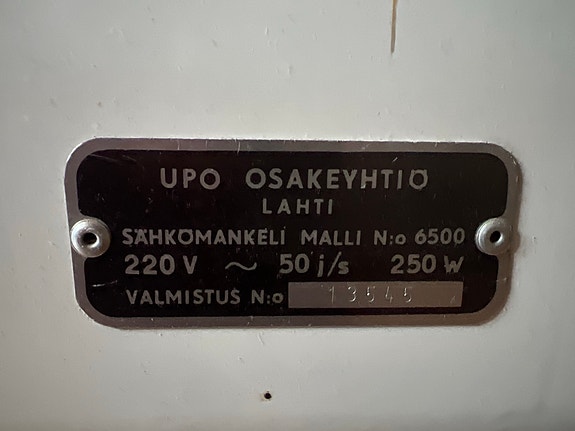 UPO OSAKEYHTIÖ
LAHTI
SÄHKÖMANKELI MALLI N:o 6500
220 V ~ 50 j/s 250 W
VALMISTUS N:o 13545